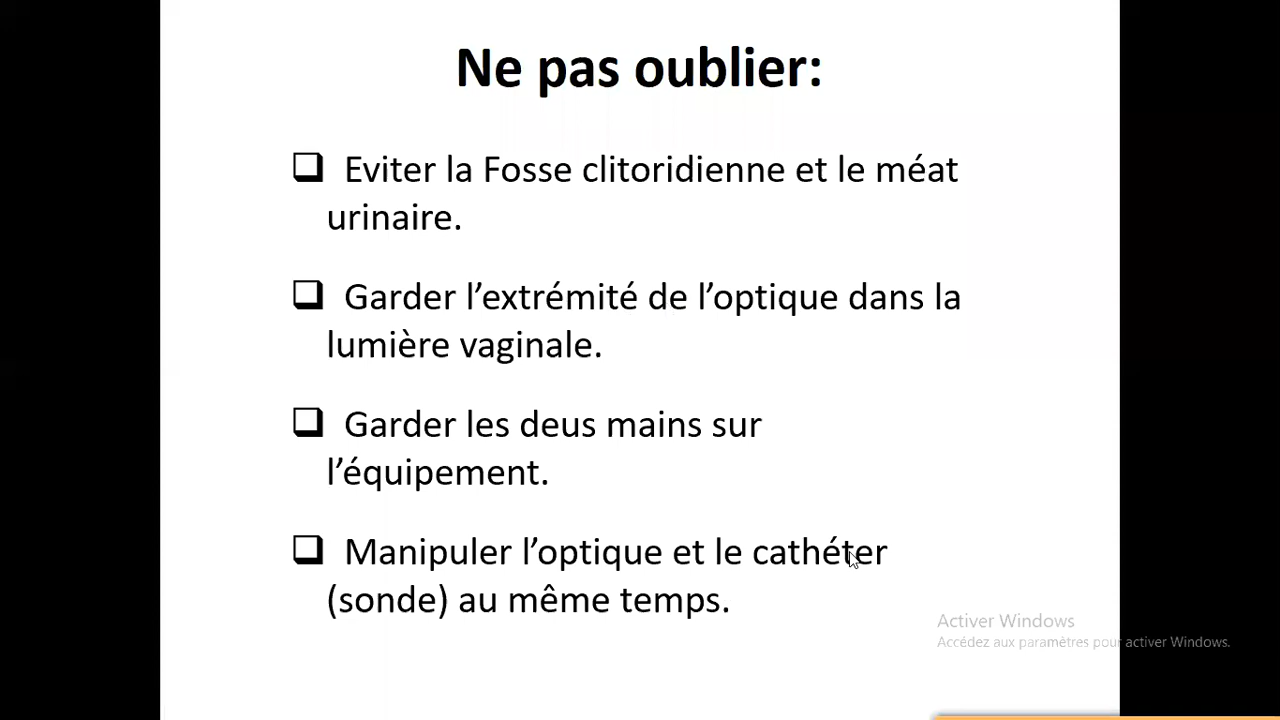 Ne pas oublier:
❑ Eviter la Fosse clitoridienne et le méat
urinaire.
❑ Garder l’extrémité de l’optique dans la
lumière vaginale.
❑ Garder les deus mains sur
l’équipement.
❑ Manipuler l’optique et le cathéter
(sonde) au même temps.
Activer Windows
Accédez aux paramètres pour activer Windows.